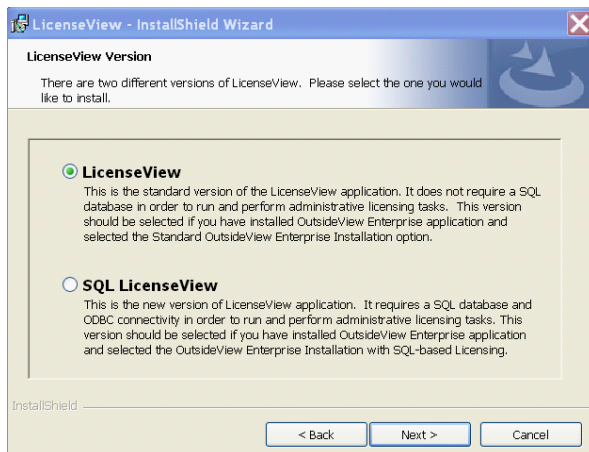 LicenseView - InstallShield Wizard
LicenseView Version
There are two different versions of LicenseView. Please select the one you would
like to install.
LicenseView
This is the standard version of the LicenseView application. It does not require a SQL
database in order to run and perform administrative licensing tasks. This version
should be selected if you have installed OutsideView Enterprise application and
selected the Standard OutsideView Enterprise Installation option.
SQL LicenseView
This is the new version of LicenseView application. It requires a SQL database and
ODBC connectivity in order to run and perform administrative licensing tasks. This
version should be selected if you have installed OutsideView Enterprise application
and selected the OutsideView Enterprise Installation with SQL-based Licensing.
InstallShield
< Back
Next >
Cancel